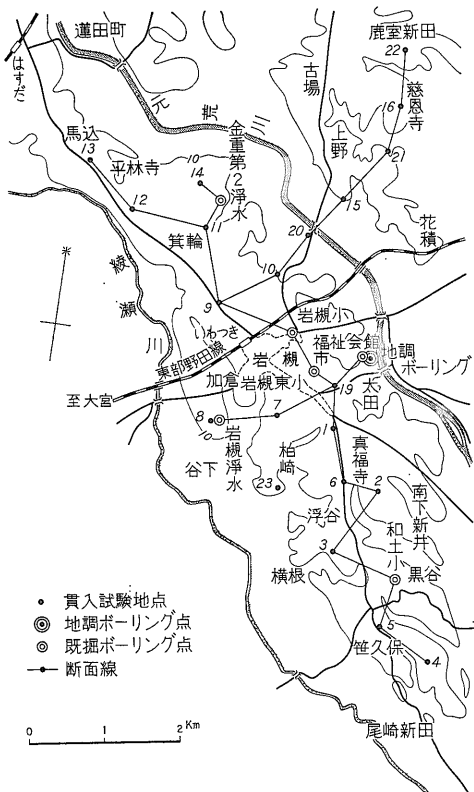 蓮田町
はすだ
鹿室新田
22
古場
慈恩寺
16
元荒川
馬込
13
平林寺
10
金重第2浄水
14
上野
21
12
箕輪
11
15
20
花積
綾瀬川
10
9
岩槻小
いわつき
東部野田線
福祉会館
地調ボーリング
岩槻市
至大宮
加倉
岩槻東小
19
太田
8
7
10
岩槻浄水
1
谷下
柏崎
23
真福寺
6
2
浮谷
南下新井
3
和土小
横根
黒谷
5
笹久保
4
尾崎新田
貫入試験地点
地調ボーリング点
既掘ボーリング点
断面線
0 1 2 Km